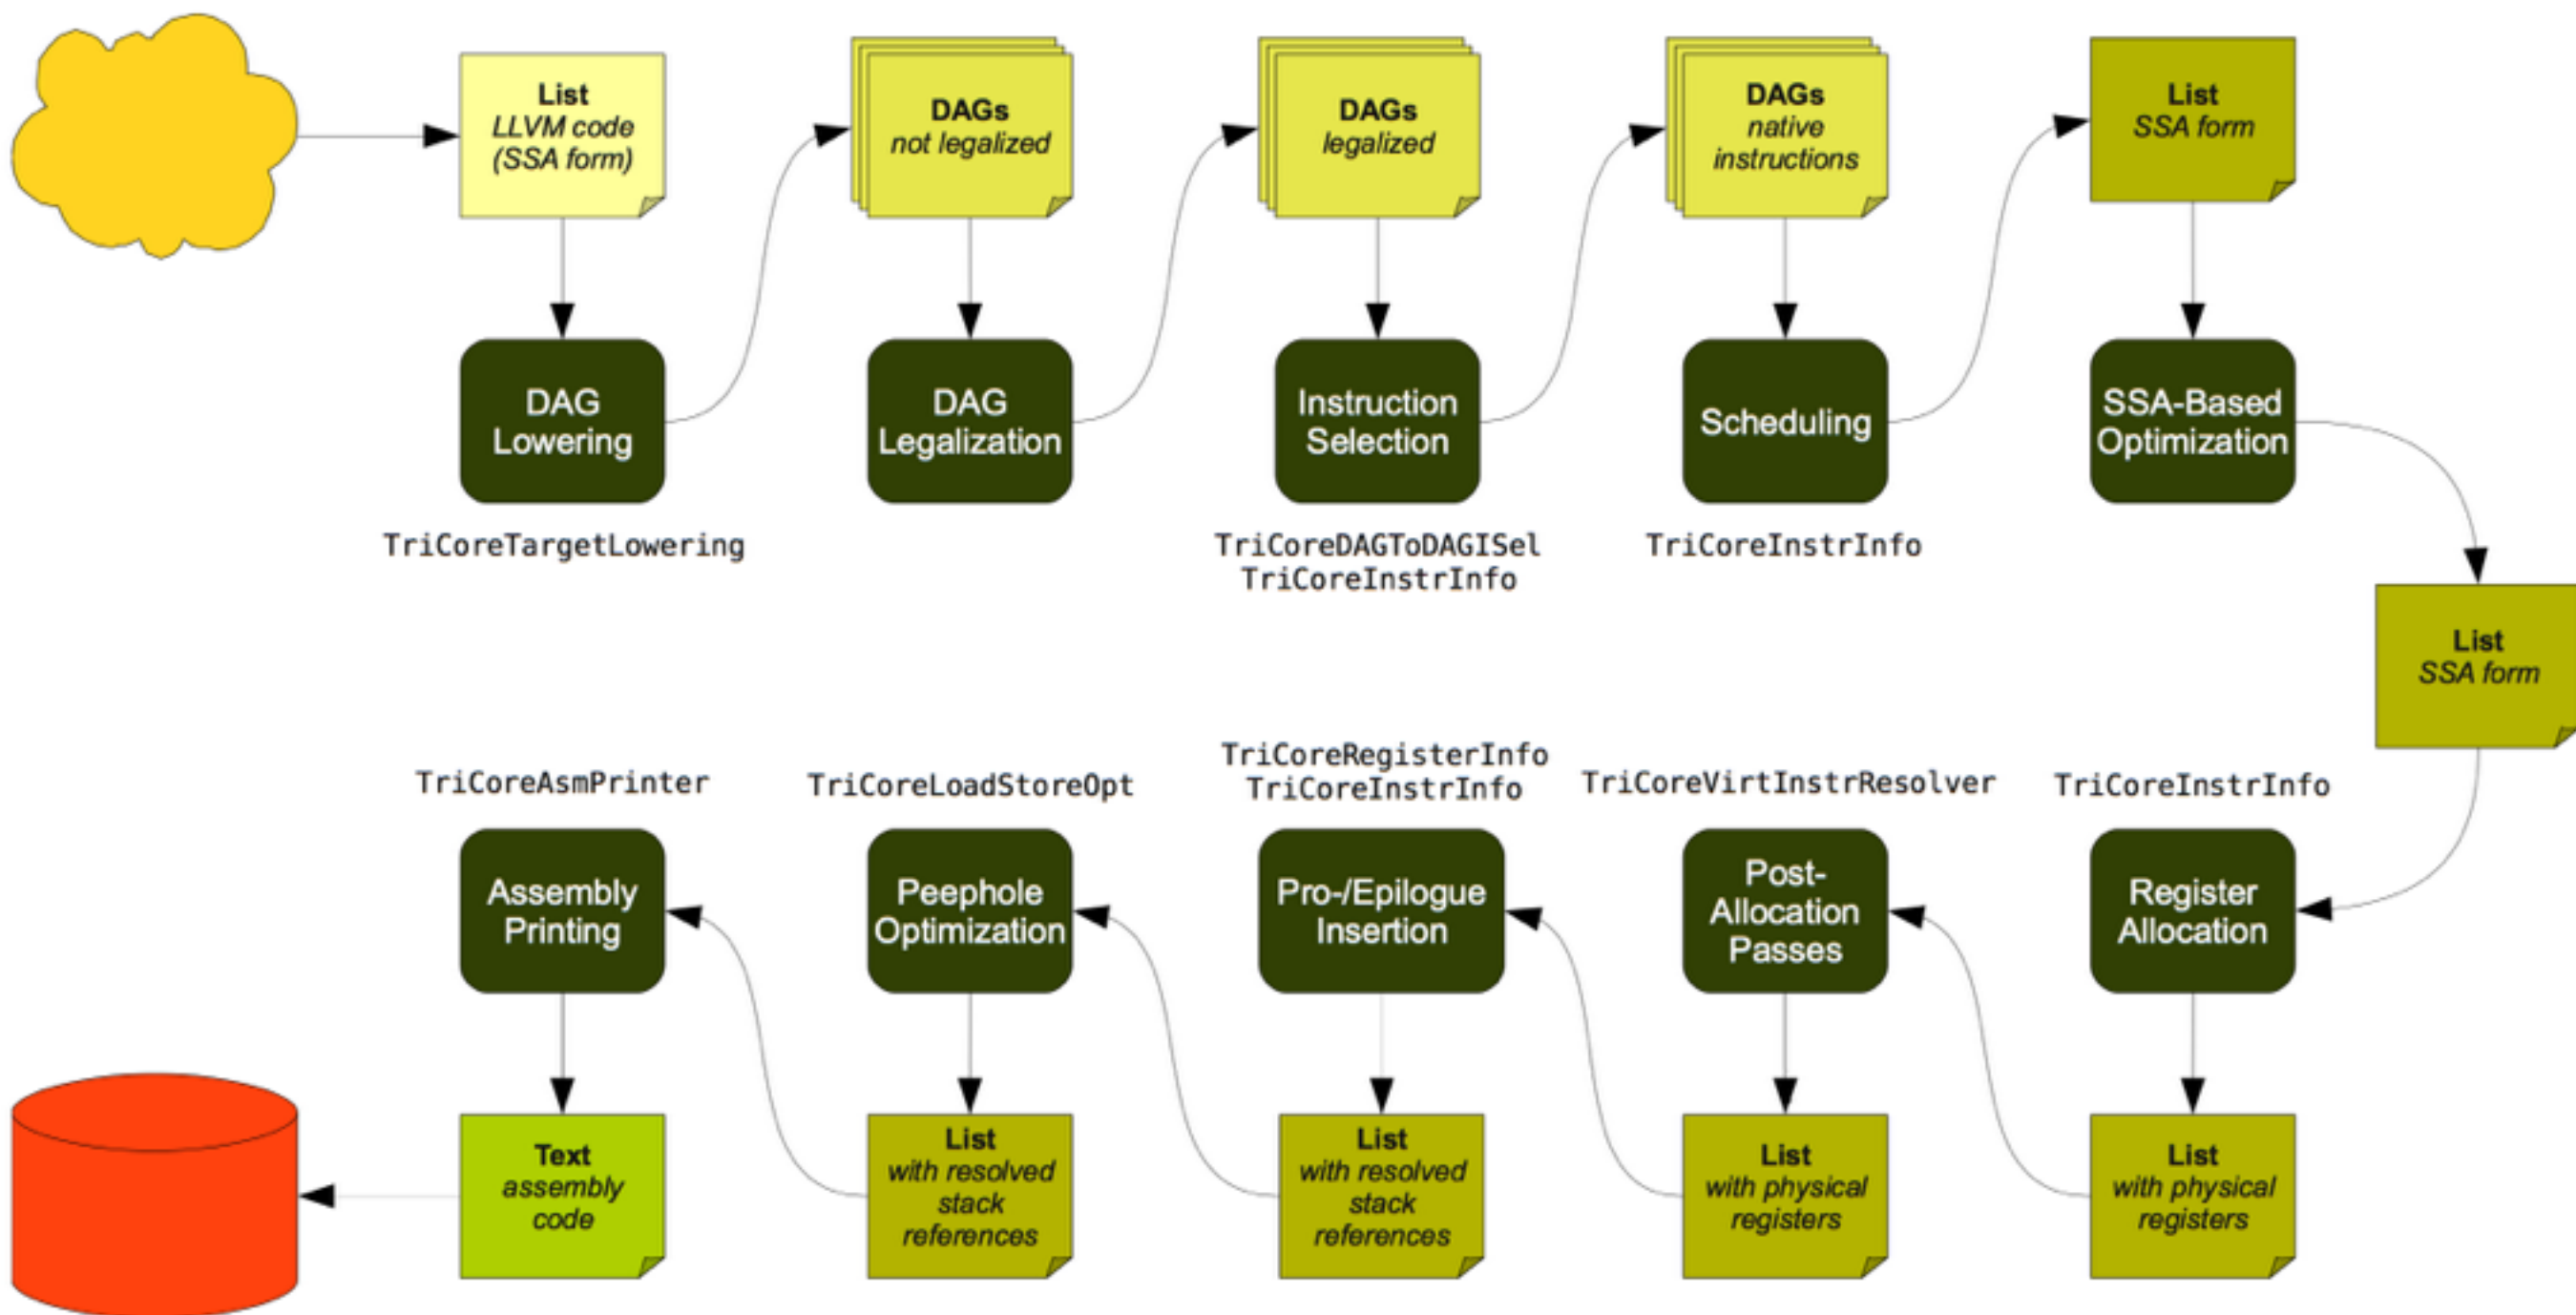 List
LLVM code
(SSA form)
DAGs
not legalized
DAGs
legalized
DAGs
native
instructions
List
SSA form
DAG
Lowering
DAG
Legalization
Instruction
Selection
Scheduling
SSA-Based
Optimization
TriCoreTargetLowering
TriCoreDAGToDAGISel
TriCoreInstrInfo
TriCoreInstrInfo
List
SSA form
TriCoreAsmPrinter
TriCoreLoadStoreOpt
TriCoreRegisterInfo
TriCoreInstrInfo
TriCoreVirtInstrResolver
TriCoreInstrInfo
Assembly
Printing
Peephole
Optimization
Pro-/Epilogue
Insertion
Post-
Allocation
Passes
Register
Allocation
Text
assembly
code
List
with resolved
stack
references
List
with resolved
stack
references
List
with physical
registers
List
with physical
registers